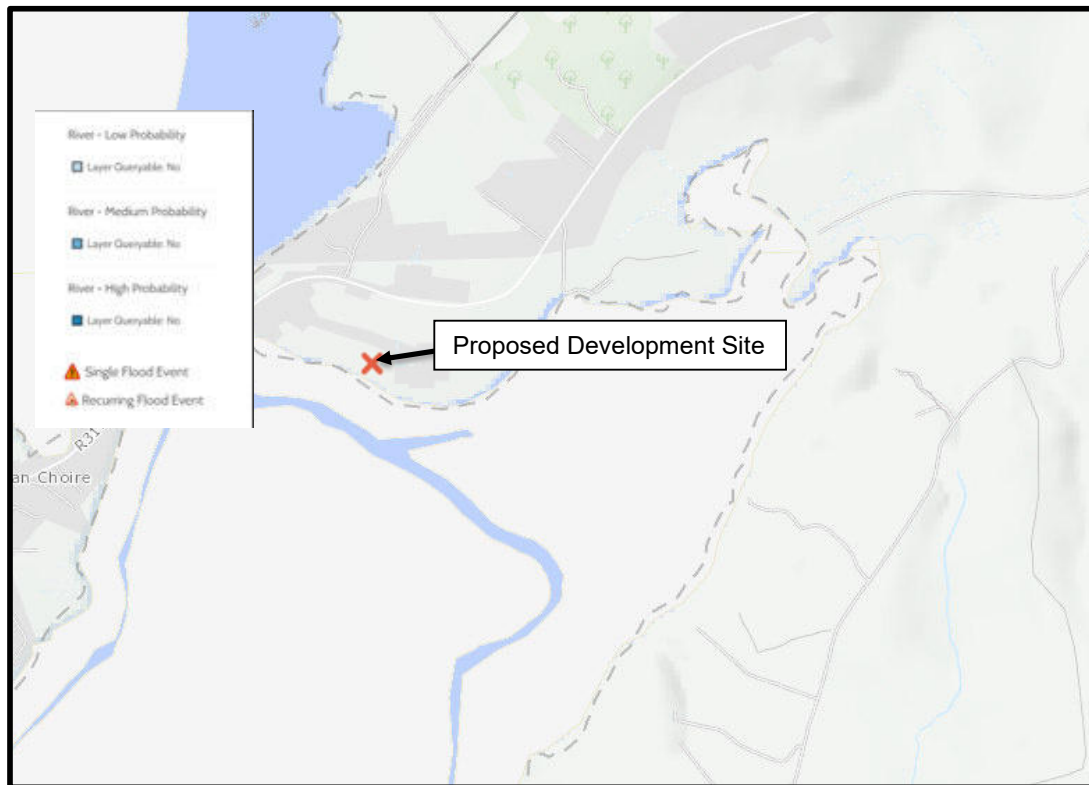 River - Low Probability
Layer Queryable: No
River - Medium Probability
Layer Queryable: No
River - High Probability
Layer Queryable: No
Single Flood Event
Recurring Flood Event
Proposed Development Site
R31
an Choire